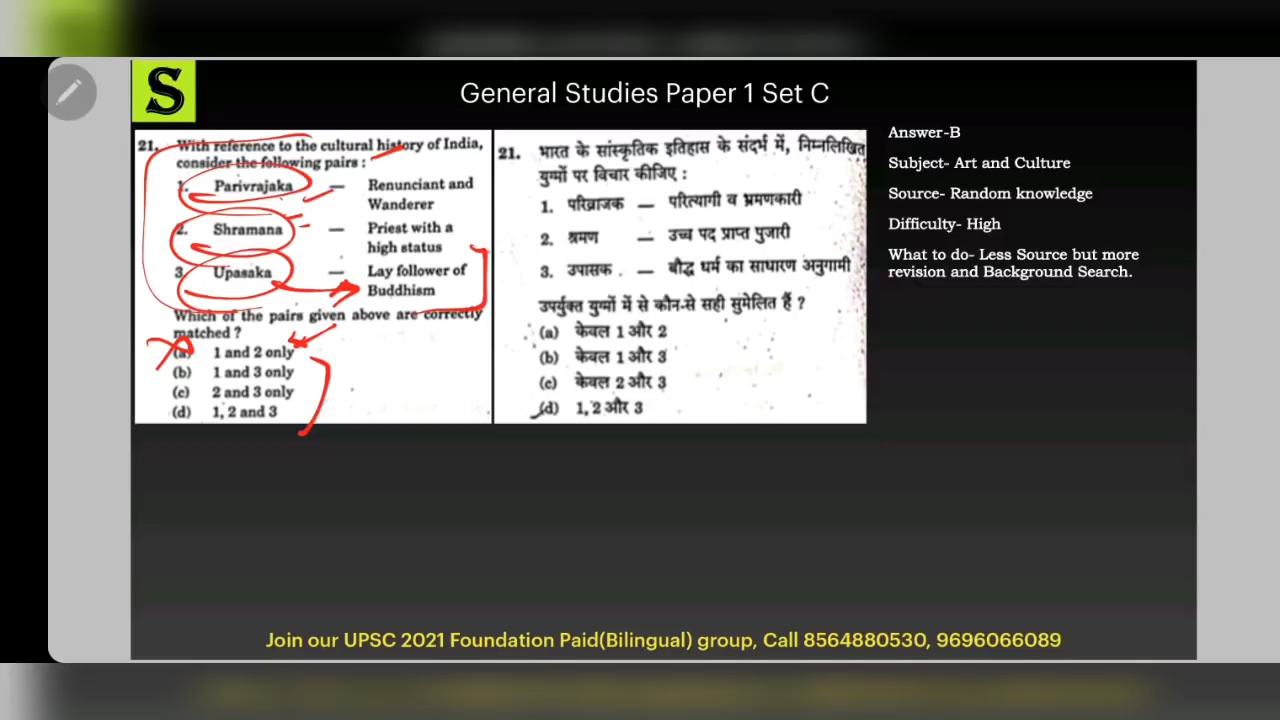 S
General Studies Paper 1 Set C
21. With reference to the cultural history of India,
consider the following pairs :
1. Parivrajaka — Renunciant and
Wanderer
2. Shramana — Priest with a
high status
3. Upasaka — Lay follower of
Buddhism
Which of the pairs given above are correctly
matched ?
(a) 1 and 2 only
(b) 1 and 3 only
(c) 2 and 3 only
(d) 1, 2 and 3
21. भारत के सांस्कृतिक इतिहास के संदर्भ में, निम्नलिखित
युग्मों पर विचार कीजिए :
1. परिव्राजक — परित्यागी व भ्रमणकारी
2. श्रमण — उच्च पद प्राप्त पुजारी
3. उपासक — बौद्ध धर्म का साधारण अनुगामी
उपर्युक्त युग्मों में से कौन-से सही सुमेलित हैं ?
(a) केवल 1 और 2
(b) केवल 1 और 3
(c) केवल 2 और 3
(d) 1, 2 और 3
Answer-B
Subject- Art and Culture
Source- Random knowledge
Difficulty- High
What to do- Less Source but more
revision and Background Search.
Join our UPSC 2021 Foundation Paid(Bilingual) group, Call 8564880530, 9696066089